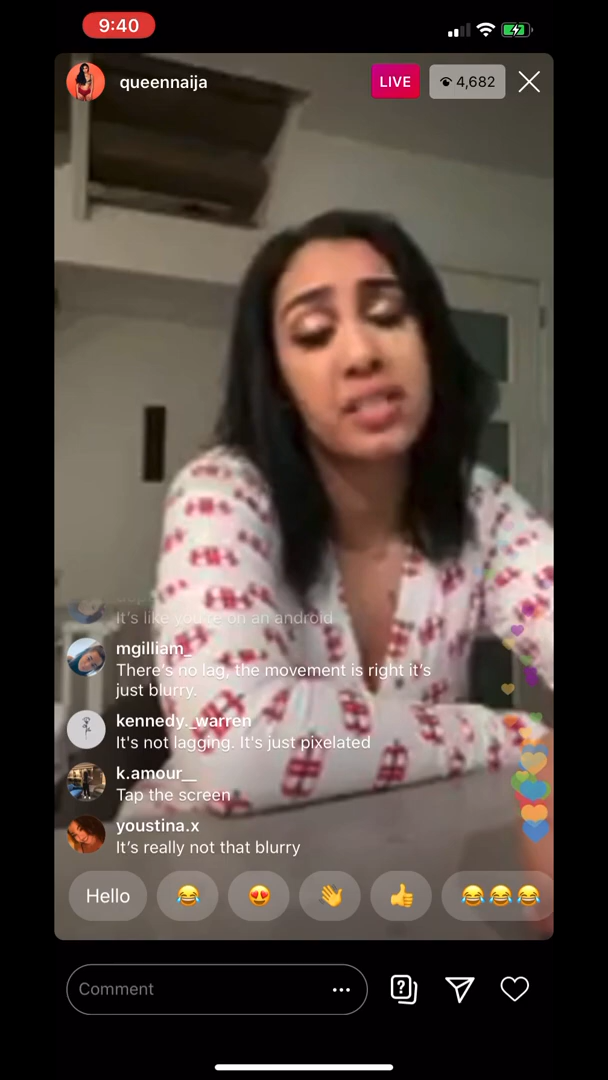 9:40
queennaija
LIVE
4,682
It's like you're on an android
mgilliam_
There's no lag, the movement is right it's
just blurry.
kennedy._warren
It's not lagging. It's just pixelated
k.amour__
Tap the screen
youstina.x
It's really not that blurry
Hello
Comment